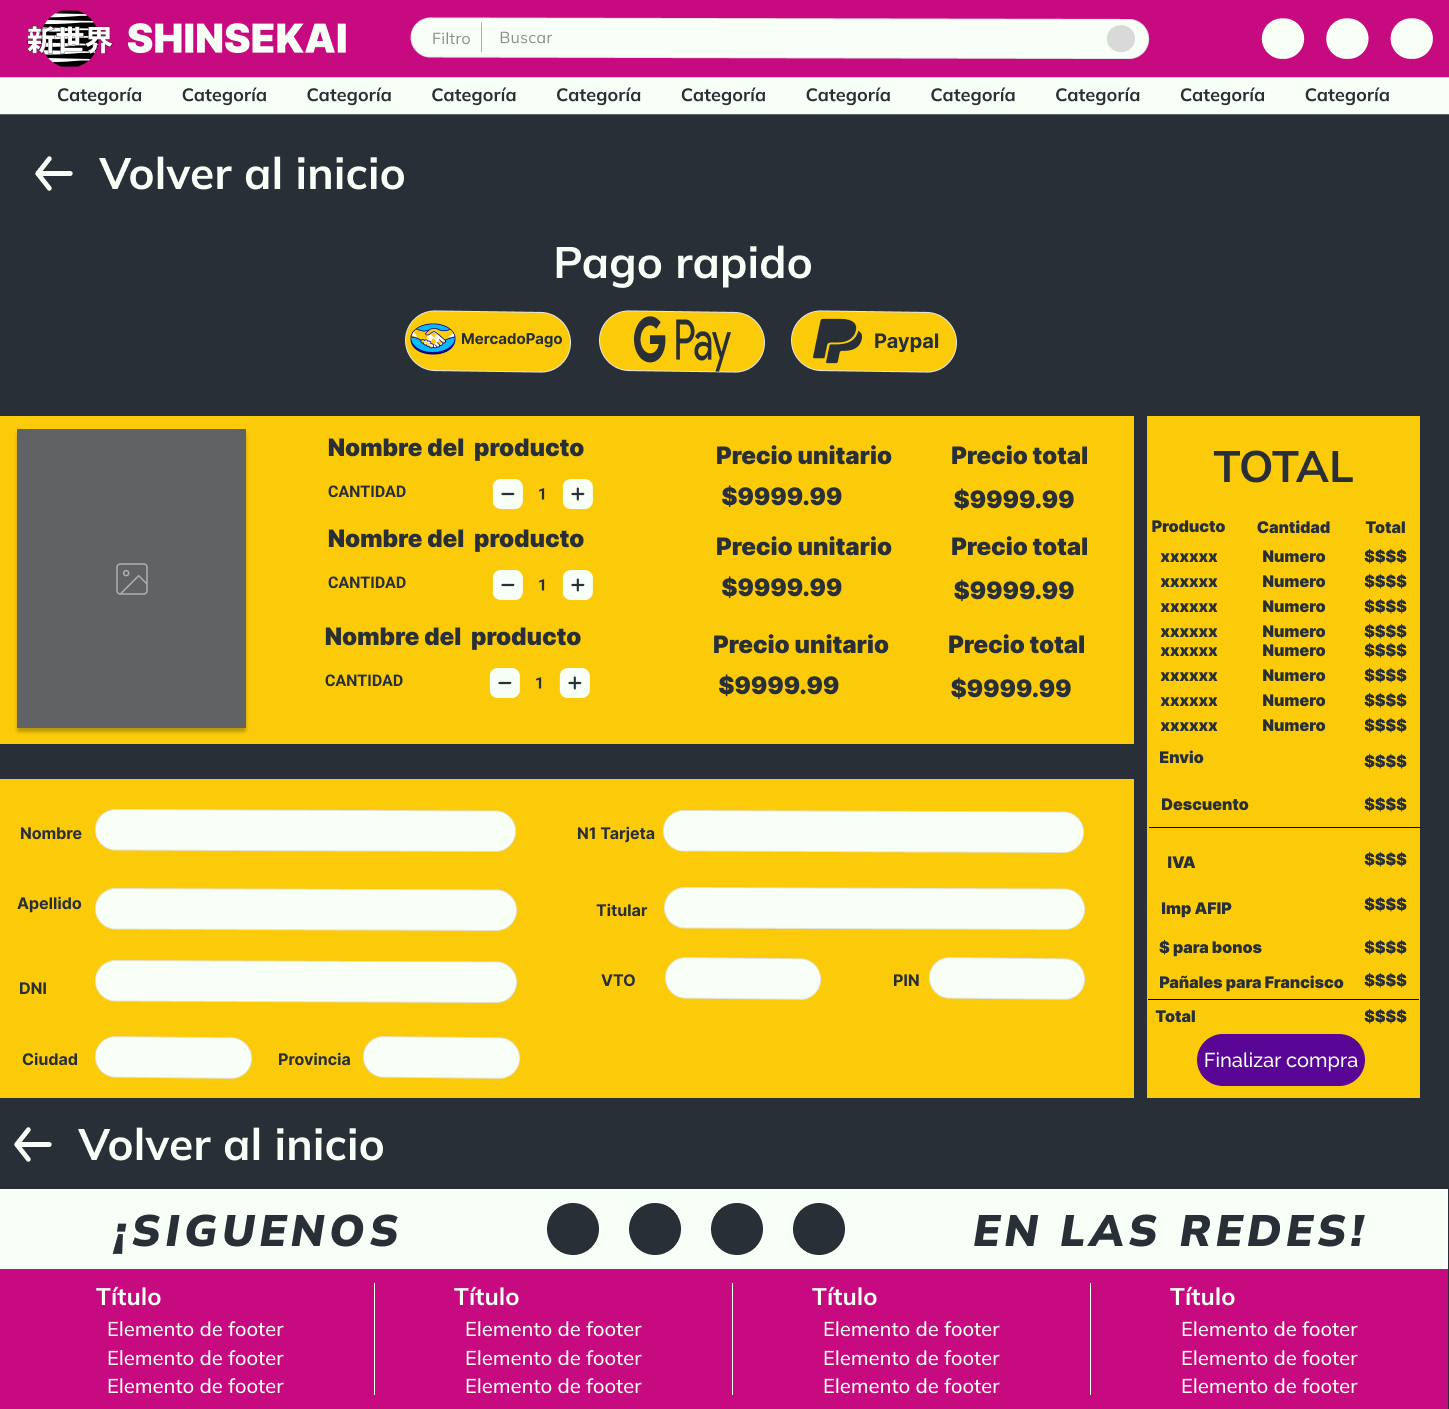 新世界 SHINSEKAI
Filtro Buscar
Categoría Categoría Categoría Categoría Categoría Categoría Categoría Categoría Categoría Categoría Categoría
Volver al inicio
Pago rapido
MercadoPago G Pay Paypal
Nombre del producto Precio unitario Precio total
CANTIDAD 1 $9999.99 $9999.99
Nombre del producto Precio unitario Precio total
CANTIDAD 1 $9999.99 $9999.99
Nombre del producto Precio unitario Precio total
CANTIDAD 1 $9999.99 $9999.99
TOTAL
Producto Cantidad Total
xxxxxx Numero $$$$
xxxxxx Numero $$$$
xxxxxx Numero $$$$
xxxxxx Numero $$$$
xxxxxx Numero $$$$
xxxxxx Numero $$$$
xxxxxx Numero $$$$
xxxxxx Numero $$$$
Envio $$$$
Descuento $$$$
IVA $$$$
Imp AFIP $$$$
$ para bonos $$$$
Pañales para Francisco $$$$
Total $$$$
Finalizar compra
Nombre N1 Tarjeta
Apellido Titular
DNI VTO PIN
Ciudad Provincia
Volver al inicio
¡SIGUENOS EN LAS REDES!
Título Título Título Título
Elemento de footer Elemento de footer Elemento de footer Elemento de footer
Elemento de footer Elemento de footer Elemento de footer Elemento de footer
Elemento de footer Elemento de footer Elemento de footer Elemento de footer